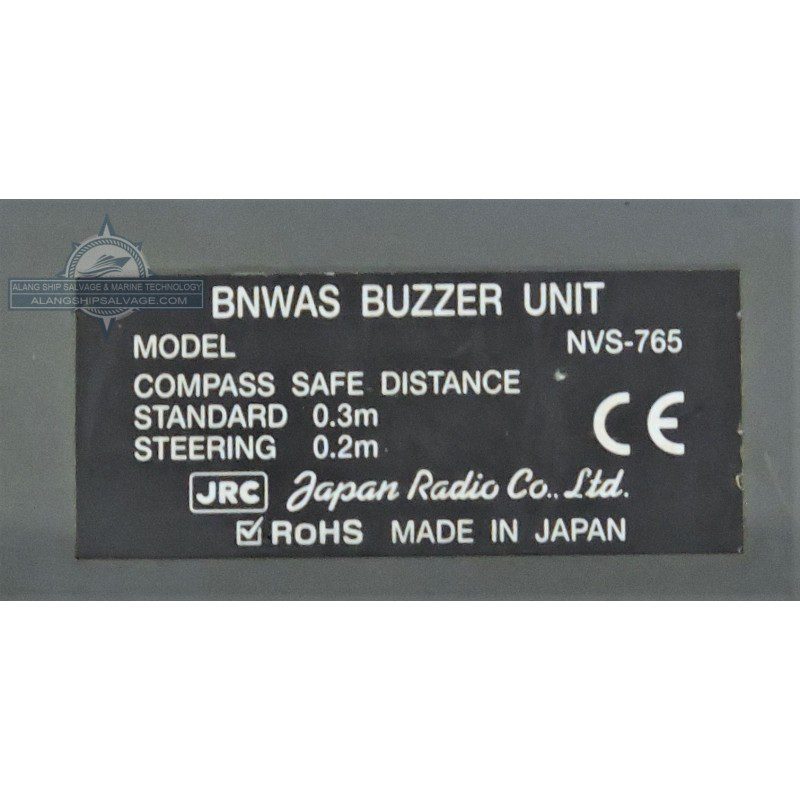 ALANG SHIP SALVAGE & MARINE TECHNOLOGY
ALANGSHIPSALVAGE.COM
BNWAS BUZZER UNIT
MODEL NVS-765
COMPASS SAFE DISTANCE
STANDARD 0.3m
STEERING 0.2m
CE
JRC Japan Radio Co., Ltd.
RoHS MADE IN JAPAN